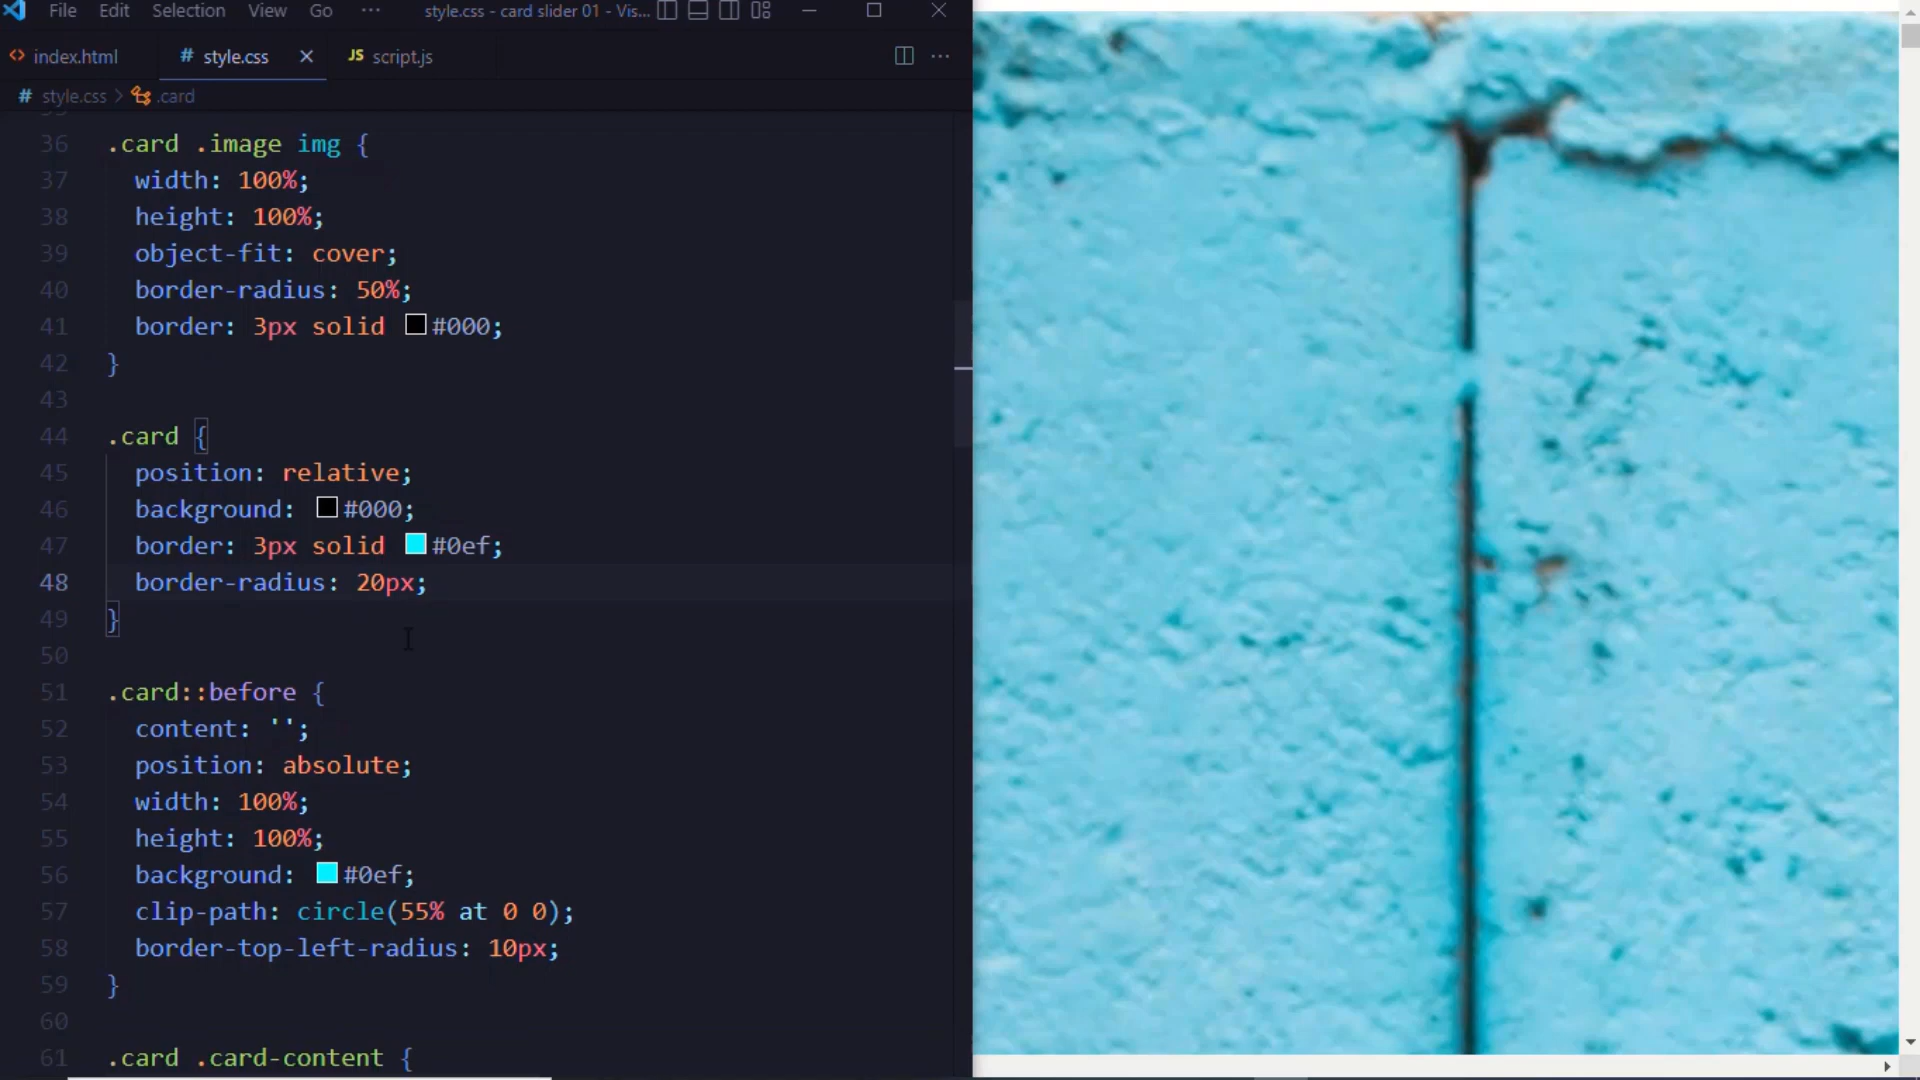 File Edit Selection View Go ··· style.css - card slider 01 - Vis...
index.html # style.css JS script.js ···
# style.css > .card
36 .card .image img {
37 width: 100%;
38 height: 100%;
39 object-fit: cover;
40 border-radius: 50%;
41 border: 3px solid #000;
42 }
43
44 .card {
45 position: relative;
46 background: #000;
47 border: 3px solid #0ef;
48 border-radius: 20px;
49 }
50
51 .card::before {
52 content: '';
53 position: absolute;
54 width: 100%;
55 height: 100%;
56 background: #0ef;
57 clip-path: circle(55% at 0 0);
58 border-top-left-radius: 10px;
59 }
60
61 .card .card-content {